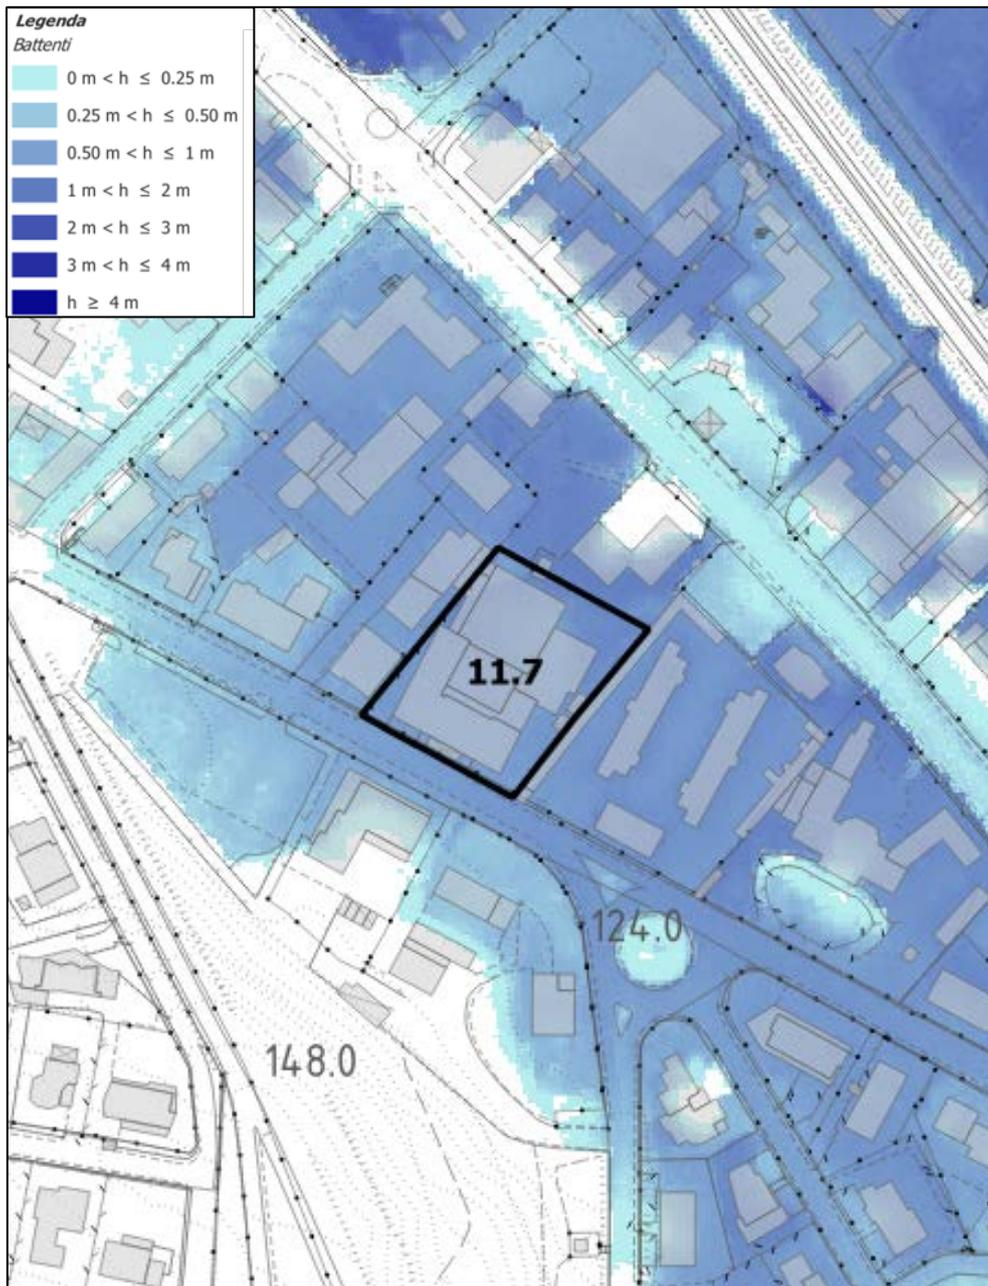 Legenda
Battenti
0 m < h ≤ 0.25 m
0.25 m < h ≤ 0.50 m
0.50 m < h ≤ 1 m
1 m < h ≤ 2 m
2 m < h ≤ 3 m
3 m < h ≤ 4 m
h ≥ 4 m
11.7
124.0
148.0